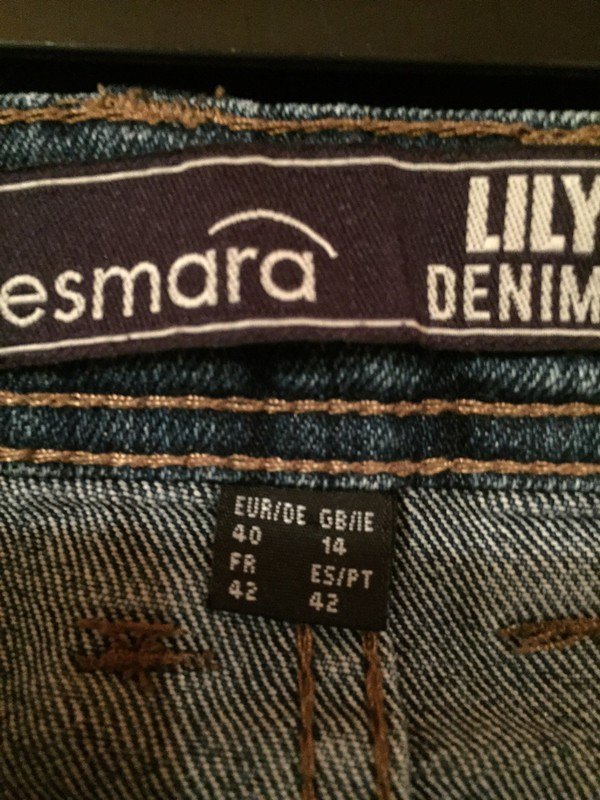 esmara
LILY
DENIM
EUR/DE GB/IE
40 14
FR ES/PT
42 42